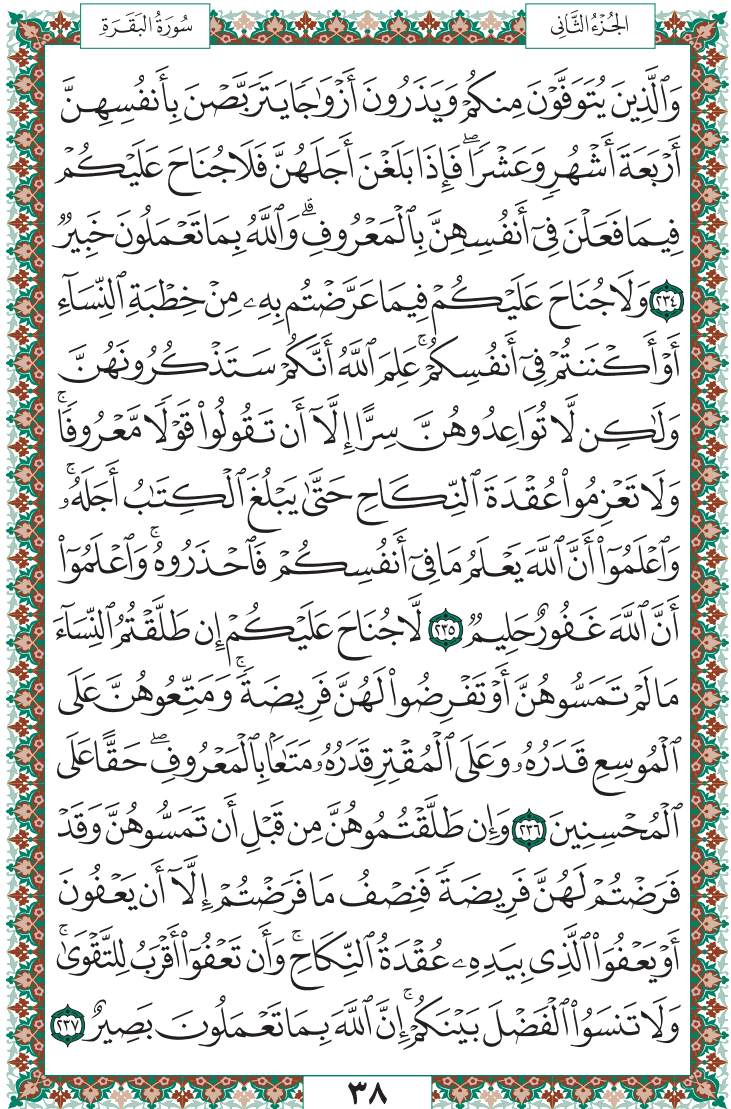 الجُزْءُ الثَّانِى
سُورَةُ البَقَرَةِ
وَٱلَّذِينَ يُتَوَفَّوْنَ مِنكُمْ وَيَذَرُونَ أَزْوَٰجًا يَتَرَبَّصْنَ بِأَنفُسِهِنَّ
أَرْبَعَةَ أَشْهُرٍ وَعَشْرًاۖ فَإِذَا بَلَغْنَ أَجَلَهُنَّ فَلَا جُنَاحَ عَلَيْكُمْ
فِيمَا فَعَلْنَ فِىٓ أَنفُسِهِنَّ بِٱلْمَعْرُوفِۗ وَٱللَّهُ بِمَا تَعْمَلُونَ خَبِيرٌ
٢٣٤ وَلَا جُنَاحَ عَلَيْكُمْ فِيمَا عَرَّضْتُم بِهِۦ مِنْ خِطْبَةِ ٱلنِّسَآءِ
أَوْ أَكْنَنتُمْ فِىٓ أَنفُسِكُمْۚ عَلِمَ ٱللَّهُ أَنَّكُمْ سَتَذْكُرُونَهُنَّ
وَلَٰكِن لَّا تُوَاعِدُوهُنَّ سِرًّا إِلَّآ أَن تَقُولُوا۟ قَوْلًا مَّعْرُوفًاۚ
وَلَا تَعْزِمُوا۟ عُقْدَةَ ٱلنِّكَاحِ حَتَّىٰ يَبْلُغَ ٱلْكِتَٰبُ أَجَلَهُۥۚ
وَٱعْلَمُوٓا۟ أَنَّ ٱللَّهَ يَعْلَمُ مَا فِىٓ أَنفُسِكُمْ فَٱحْذَرُوهُۚ وَٱعْلَمُوٓا۟
أَنَّ ٱللَّهَ غَفُورٌ حَلِيمٌ ٢٣٥ لَّا جُنَاحَ عَلَيْكُمْ إِن طَلَّقْتُمُ ٱلنِّسَآءَ
مَا لَمْ تَمَسُّوهُنَّ أَوْ تَفْرِضُوا۟ لَهُنَّ فَرِيضَةًۚ وَمَتِّعُوهُنَّ عَلَى
ٱلْمُوسِعِ قَدَرُهُۥ وَعَلَى ٱلْمُقْتِرِ قَدَرُهُۥ مَتَٰعًۢا بِٱلْمَعْرُوفِۖ حَقًّا عَلَى
ٱلْمُحْسِنِينَ ٢٣٦ وَإِن طَلَّقْتُمُوهُنَّ مِن قَبْلِ أَن تَمَسُّوهُنَّ وَقَدْ
فَرَضْتُمْ لَهُنَّ فَرِيضَةً فَنِصْفُ مَا فَرَضْتُمْ إِلَّآ أَن يَعْفُونَ
أَوْ يَعْفُوَا۟ ٱلَّذِى بِيَدِهِۦ عُقْدَةُ ٱلنِّكَاحِۚ وَأَن تَعْفُوٓا۟ أَقْرَبُ لِلتَّقْوَىٰۚ
وَلَا تَنسَوُا۟ ٱلْفَضْلَ بَيْنَكُمْۚ إِنَّ ٱللَّهَ بِمَا تَعْمَلُونَ بَصِيرٌ ٢٣٧
٣٨